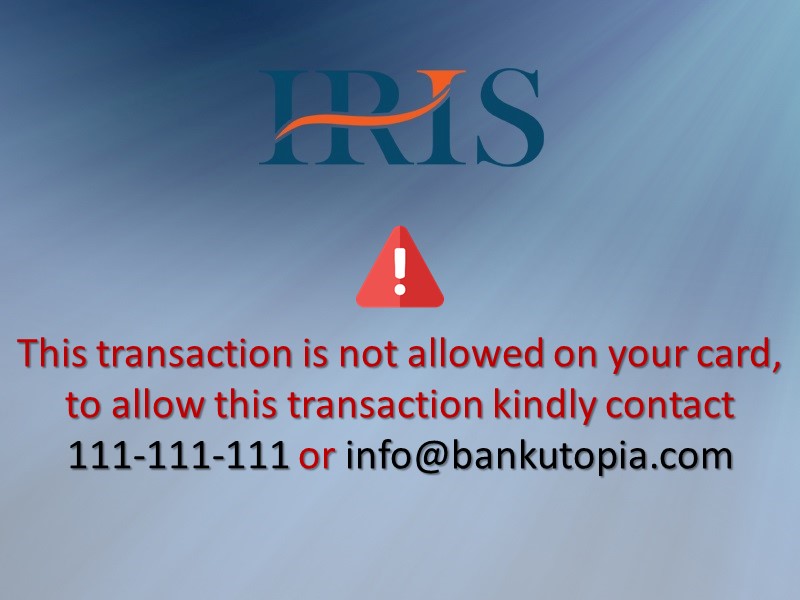 IRIS
This transaction is not allowed on your card,
to allow this transaction kindly contact
111-111-111 or info@bankutopia.com